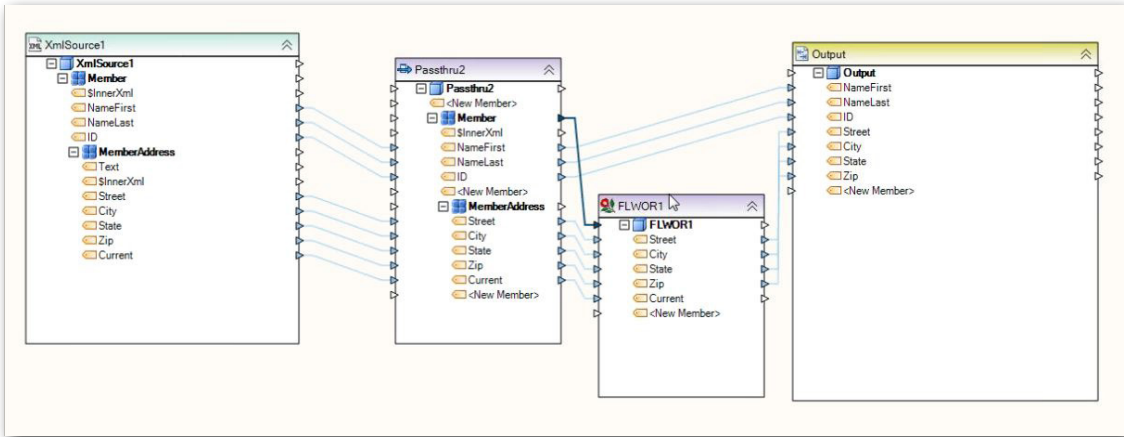 XmlSource1
XmlSource1
Member
$InnerXml
NameFirst
NameLast
ID
MemberAddress
Text
$InnerXml
Street
City
State
Zip
Current
Passthru2
Passthru2
<New Member>
Member
$InnerXml
NameFirst
NameLast
ID
<New Member>
MemberAddress
Street
City
State
Zip
Current
<New Member>
FLWOR1
FLWOR1
Street
City
State
Zip
Current
<New Member>
Output
Output
NameFirst
NameLast
ID
Street
City
State
Zip
<New Member>